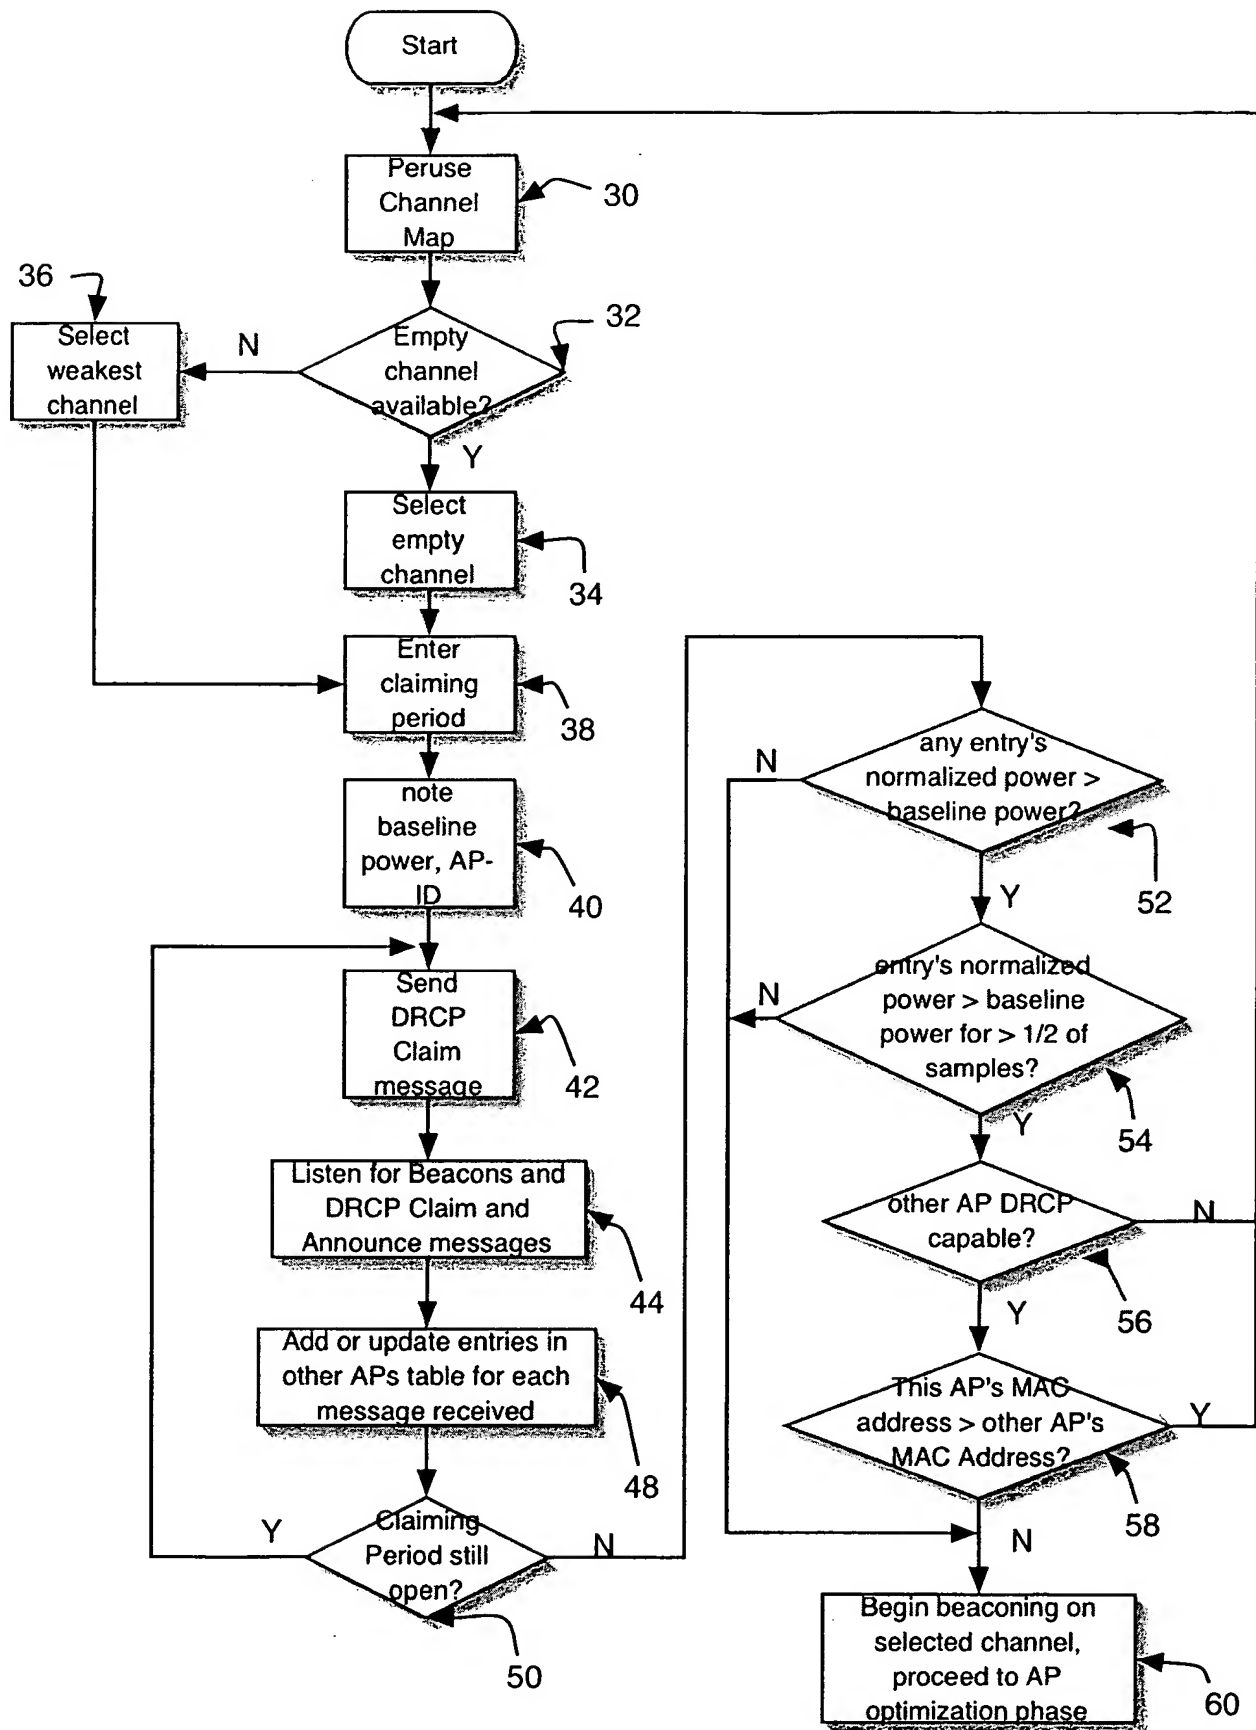 Start
Peruse
Channel
Map
30
36
Select
weakest
channel
N
Empty
channel
available?
32
Y
Select
empty
channel
34
Enter
claiming
period
38
note
baseline
power, AP-
ID
40
Send
DRCP
Claim
message
42
Listen for Beacons and
DRCP Claim and
Announce messages
44
Add or update entries in
other APs table for each
message received
48
Y
Claiming
Period still
open?
N
50
N
any entry's
normalized power >
baseline power?
52
Y
N
entry's normalized
power > baseline
power for > 1/2 of
samples?
54
Y
other AP DRCP
capable?
N
56
Y
This AP's MAC
address > other AP's
MAC Address?
Y
58
N
Begin beaconing on
selected channel,
proceed to AP
optimization phase
60